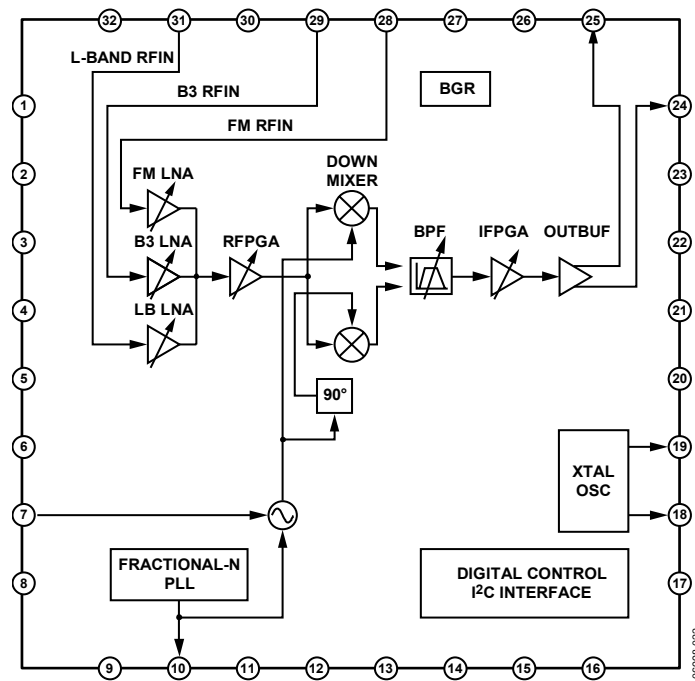 32 31 30 29 28 27 26 25
L-BAND RFIN
B3 RFIN
BGR
1
24
FM RFIN
DOWN
MIXER
FM LNA
2
23
BPF
IFPGA
OUTBUF
B3 LNA
RFPGA
3
22
LB LNA
4
21
5
20
90°
6
19
XTAL
OSC
7
18
FRACTIONAL-N
PLL
DIGITAL CONTROL
I²C INTERFACE
8
17
9 10 11 12 13 14 15 16